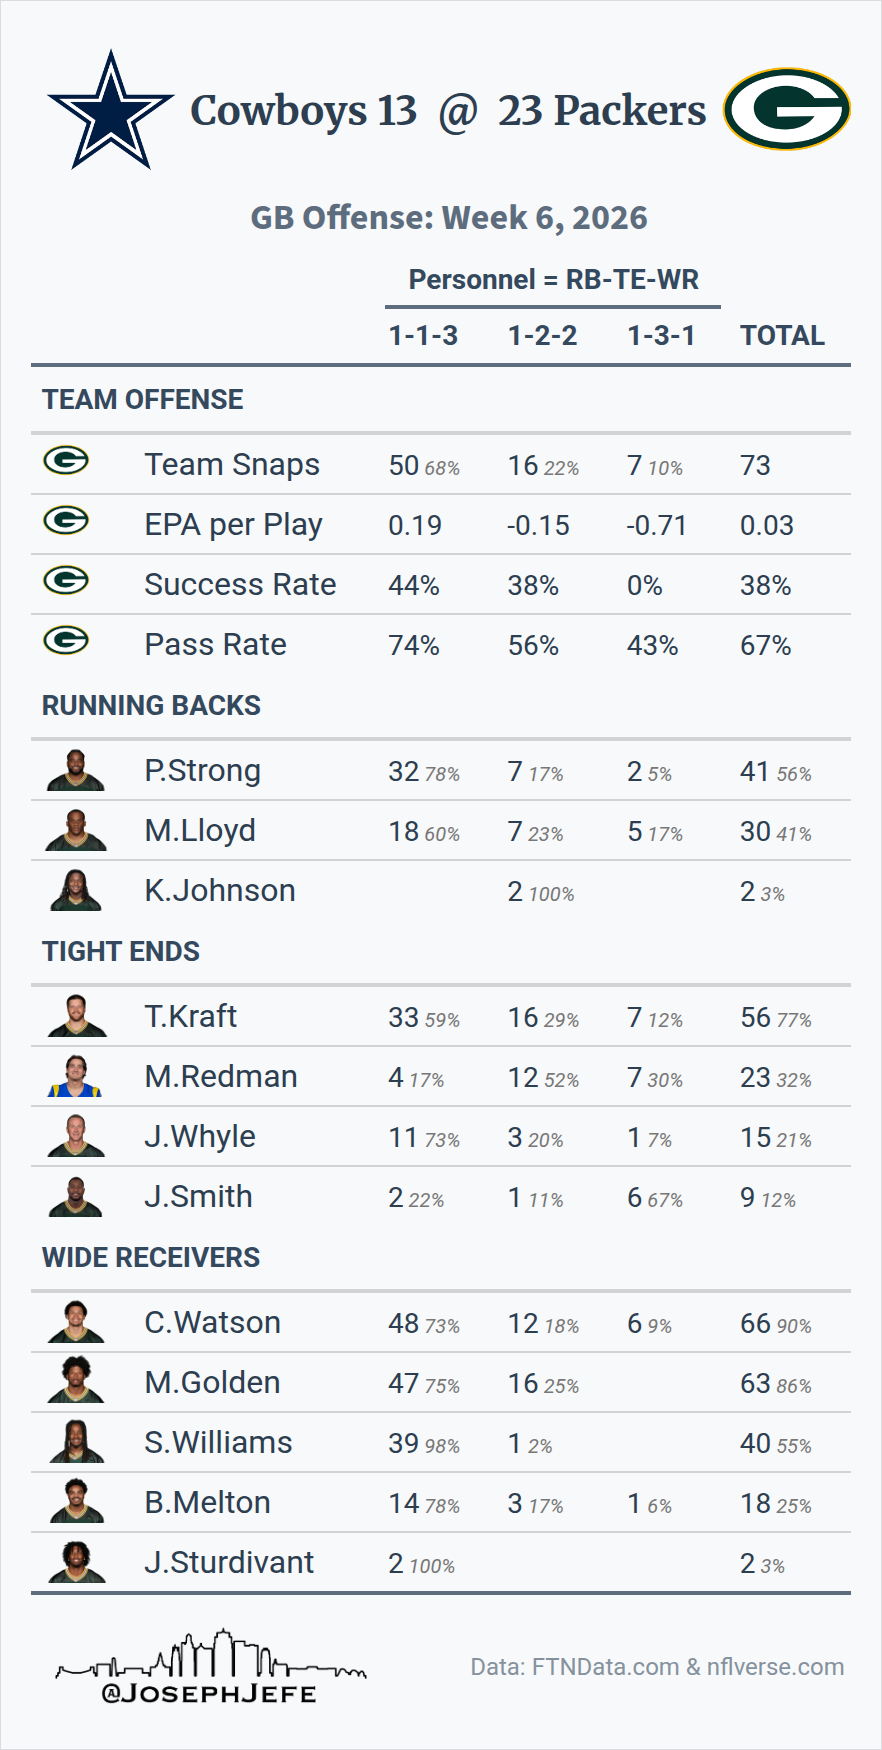 Cowboys 13 @ 23 Packers
GB Offense: Week 6, 2026
Personnel = RB-TE-WR
1-1-3 1-2-2 1-3-1 TOTAL
TEAM OFFENSE
Team Snaps 50 68% 16 22% 7 10% 73
EPA per Play 0.19 -0.15 -0.71 0.03
Success Rate 44% 38% 0% 38%
Pass Rate 74% 56% 43% 67%
RUNNING BACKS
P.Strong 32 78% 7 17% 2 5% 41 56%
M.Lloyd 18 60% 7 23% 5 17% 30 41%
K.Johnson 2 100% 2 3%
TIGHT ENDS
T.Kraft 33 59% 16 29% 7 12% 56 77%
M.Redman 4 17% 12 52% 7 30% 23 32%
J.Whyle 11 73% 3 20% 1 7% 15 21%
J.Smith 2 22% 1 11% 6 67% 9 12%
WIDE RECEIVERS
C.Watson 48 73% 12 18% 6 9% 66 90%
M.Golden 47 75% 16 25% 63 86%
S.Williams 39 98% 1 2% 40 55%
B.Melton 14 78% 3 17% 1 6% 18 25%
J.Sturdivant 2 100% 2 3%
@JosephJefe
Data: FTNData.com & nflverse.com